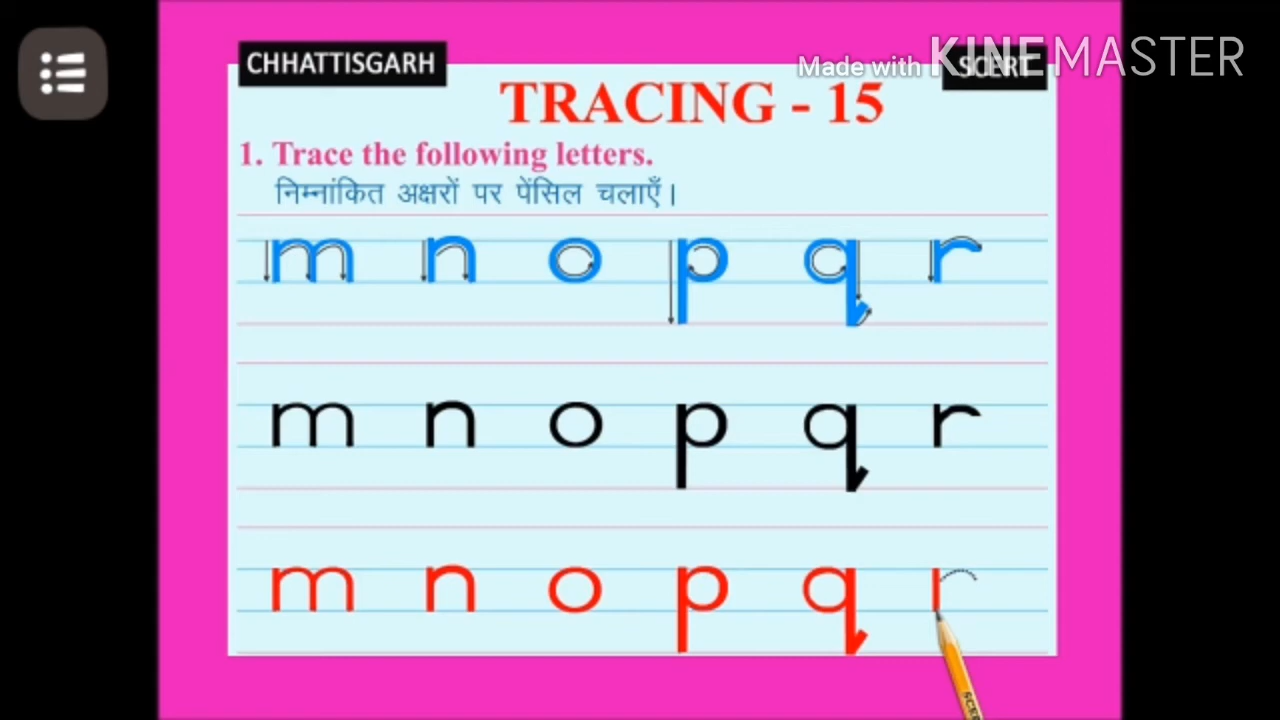 CHHATTISGARH
Made with KINEMASTER
SCERT
TRACING - 15
1. Trace the following letters.
निम्नांकित अक्षरों पर पेंसिल चलाएँ।
m n o p q r
m n o p q r
m n o p q r